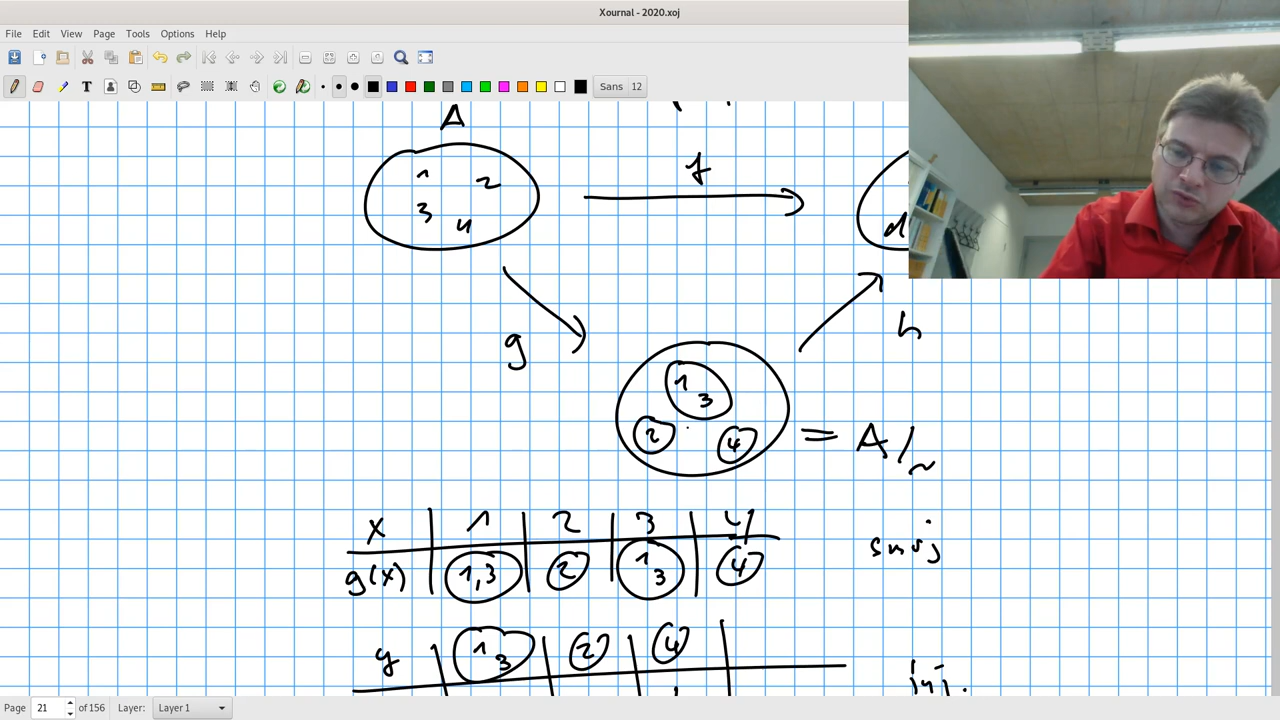 Xournal - 2020.xoj
File Edit View Page Tools Options Help
Sans 12
A
f
1 2
3 4
d
g
h
1
3
2 4
= A/~
x 1 2 3 4
surj
g(x) 1,3 2 1 3 4
y 1 3 2 4
inj.
Page 21 of 156 Layer: Layer 1